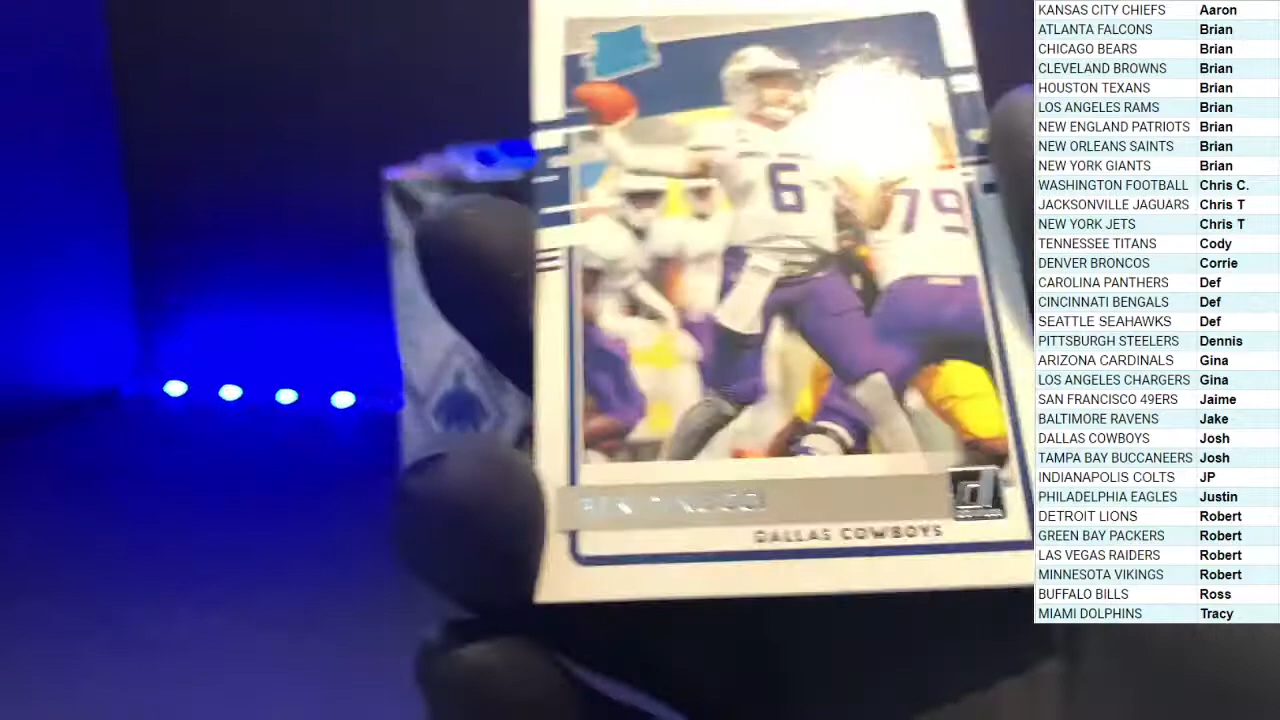 6
79
DALLAS COWBOYS
KANSAS CITY CHIEFS Aaron
ATLANTA FALCONS Brian
CHICAGO BEARS Brian
CLEVELAND BROWNS Brian
HOUSTON TEXANS Brian
LOS ANGELES RAMS Brian
NEW ENGLAND PATRIOTS Brian
NEW ORLEANS SAINTS Brian
NEW YORK GIANTS Brian
WASHINGTON FOOTBALL Chris C.
JACKSONVILLE JAGUARS Chris T
NEW YORK JETS Chris T
TENNESSEE TITANS Cody
DENVER BRONCOS Corrie
CAROLINA PANTHERS Def
CINCINNATI BENGALS Def
SEATTLE SEAHAWKS Def
PITTSBURGH STEELERS Dennis
ARIZONA CARDINALS Gina
LOS ANGELES CHARGERS Gina
SAN FRANCISCO 49ERS Jaime
BALTIMORE RAVENS Jake
DALLAS COWBOYS Josh
TAMPA BAY BUCCANEERS Josh
INDIANAPOLIS COLTS JP
PHILADELPHIA EAGLES Justin
DETROIT LIONS Robert
GREEN BAY PACKERS Robert
LAS VEGAS RAIDERS Robert
MINNESOTA VIKINGS Robert
BUFFALO BILLS Ross
MIAMI DOLPHINS Tracy